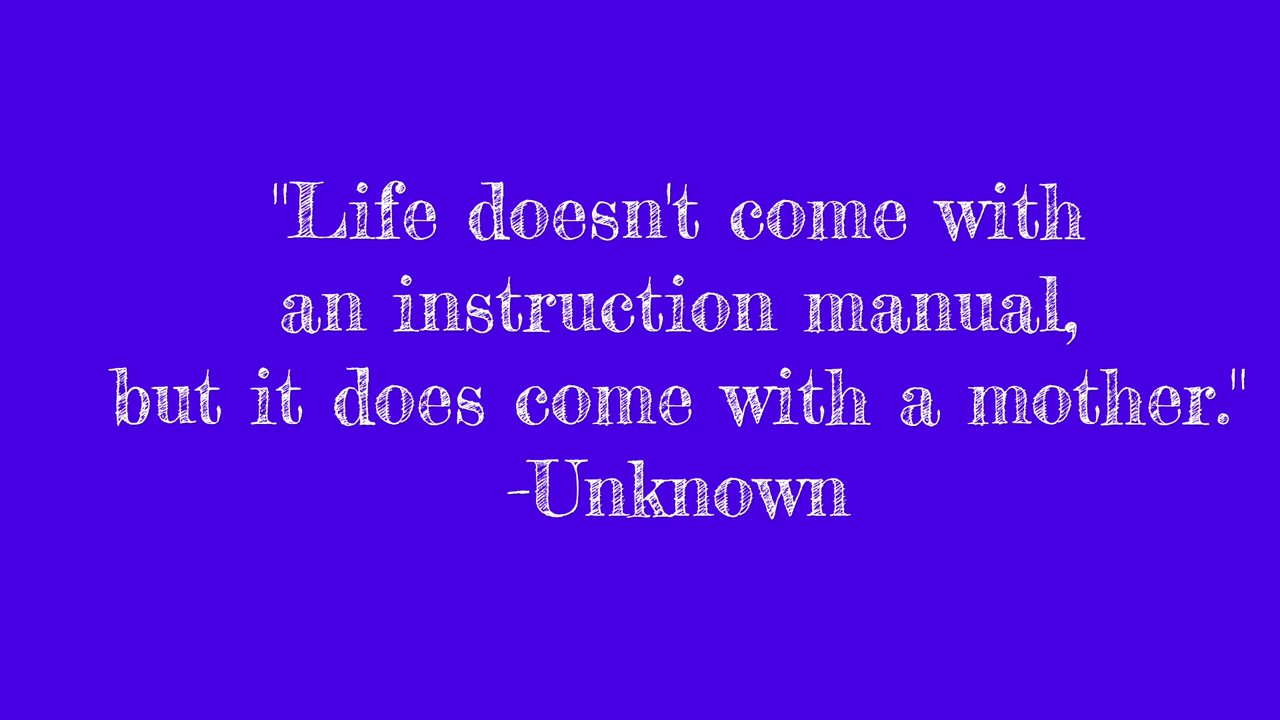 "Life doesn't come with
an instruction manual,
but it does come with a mother."
-Unknown